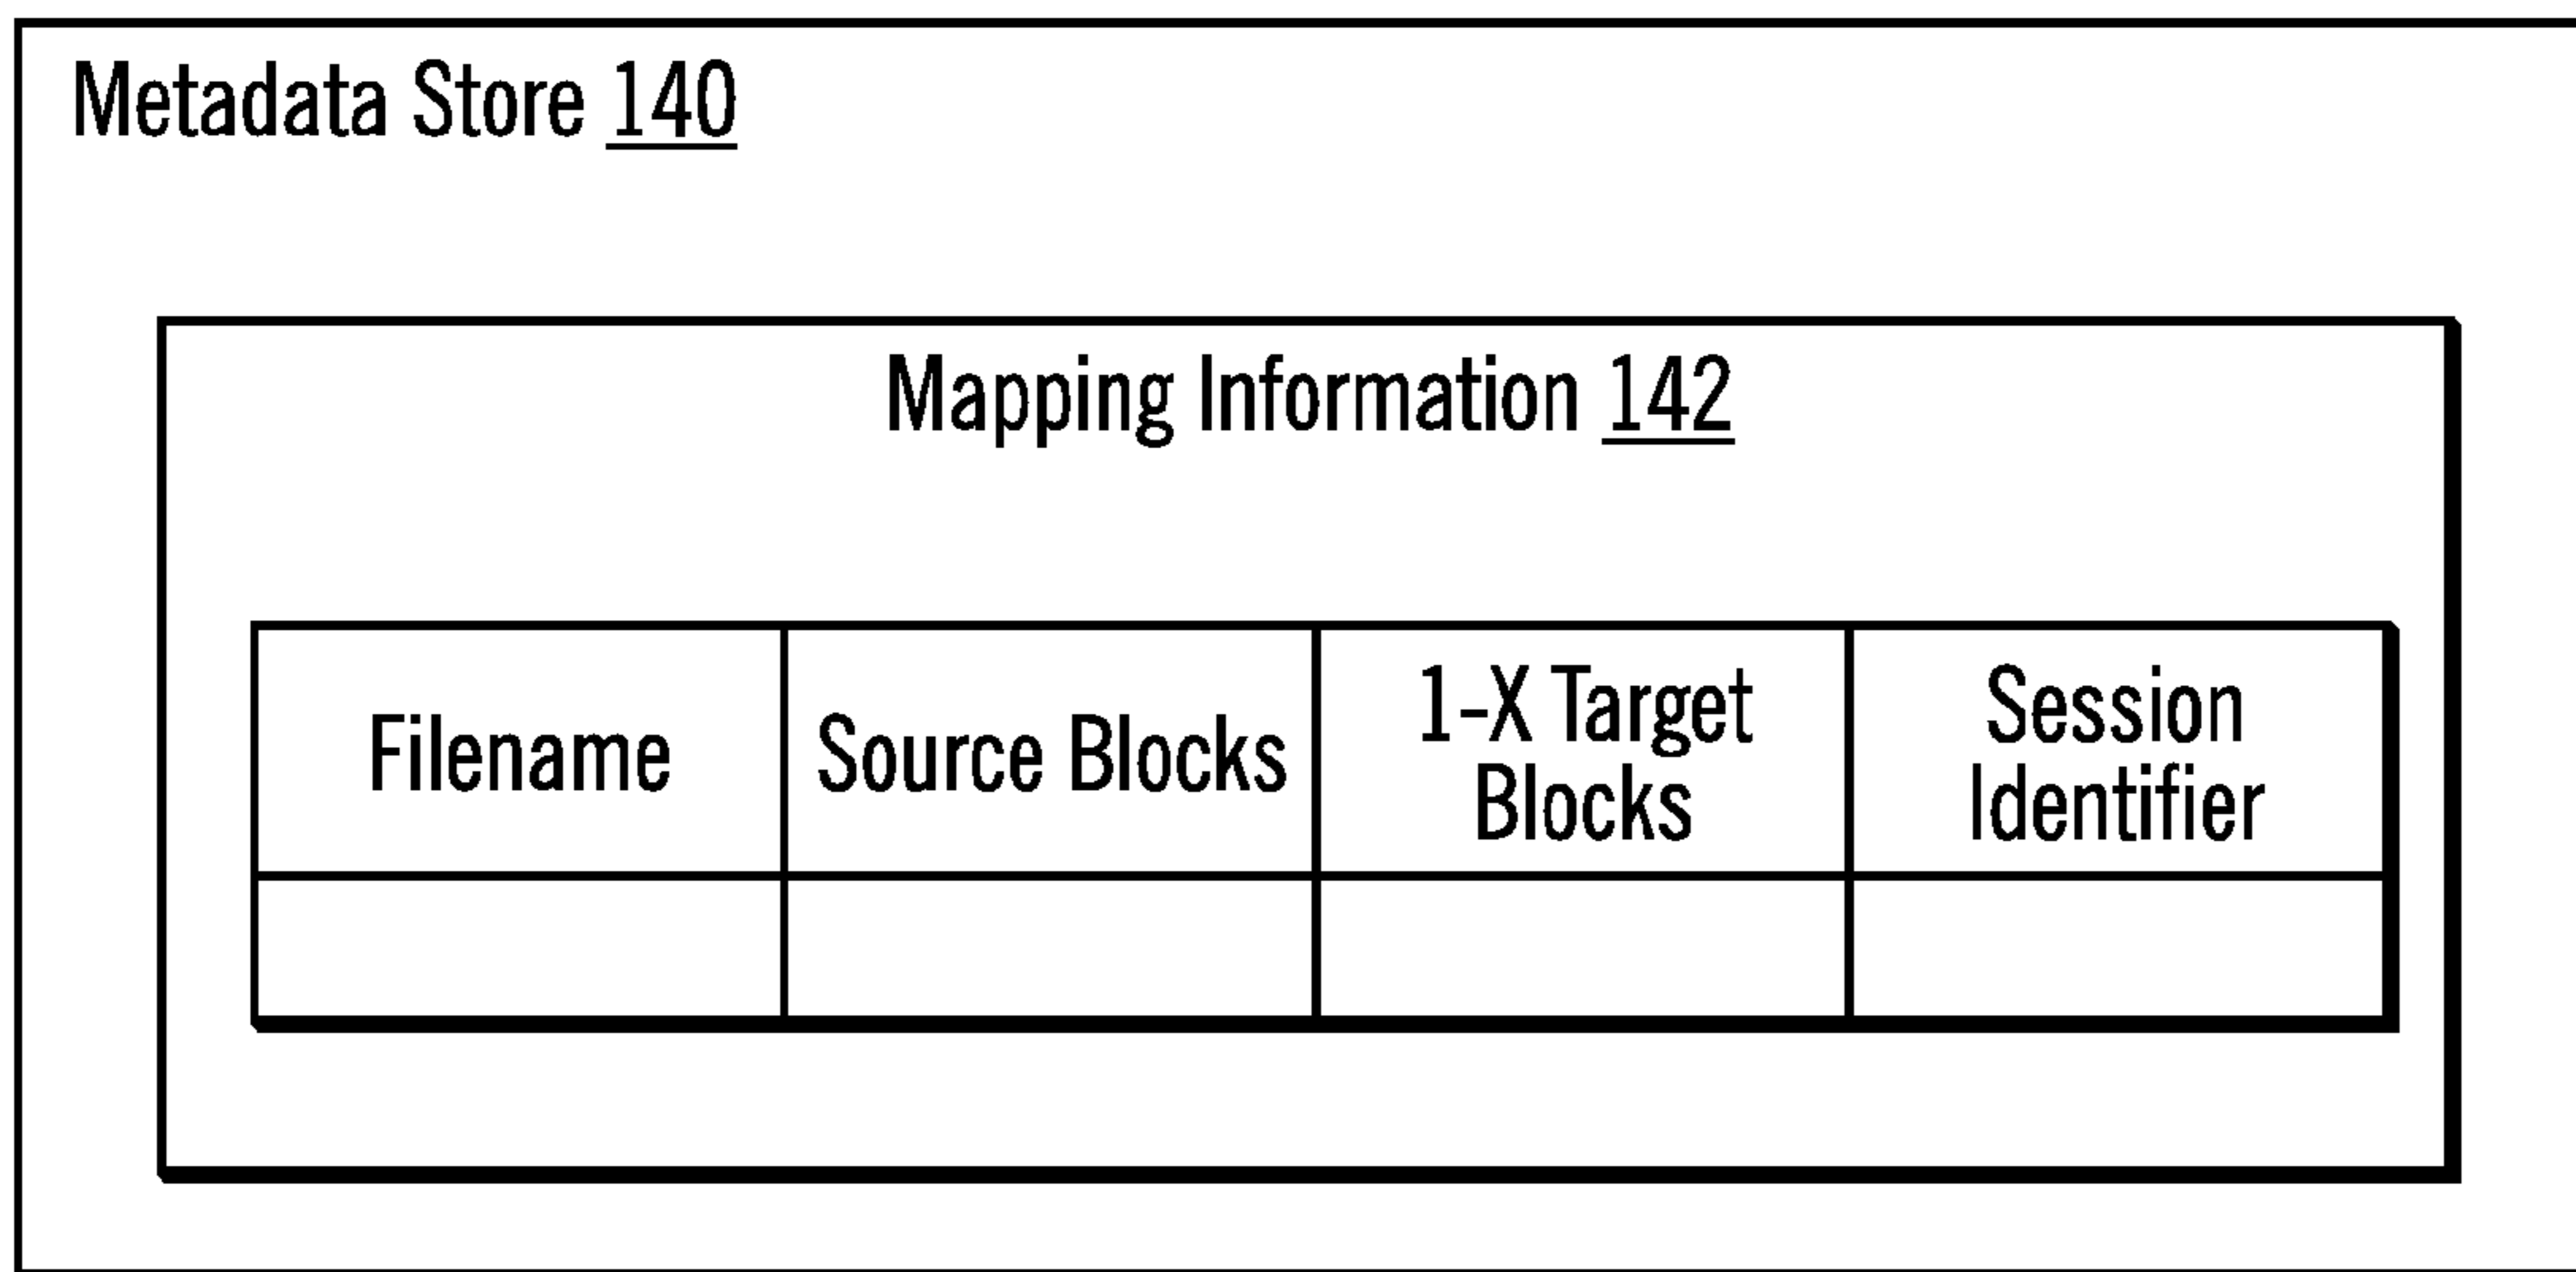 Metadata Store 140
Mapping Information 142
Filename
Source Blocks
1-X Target
Blocks
Session
Identifier